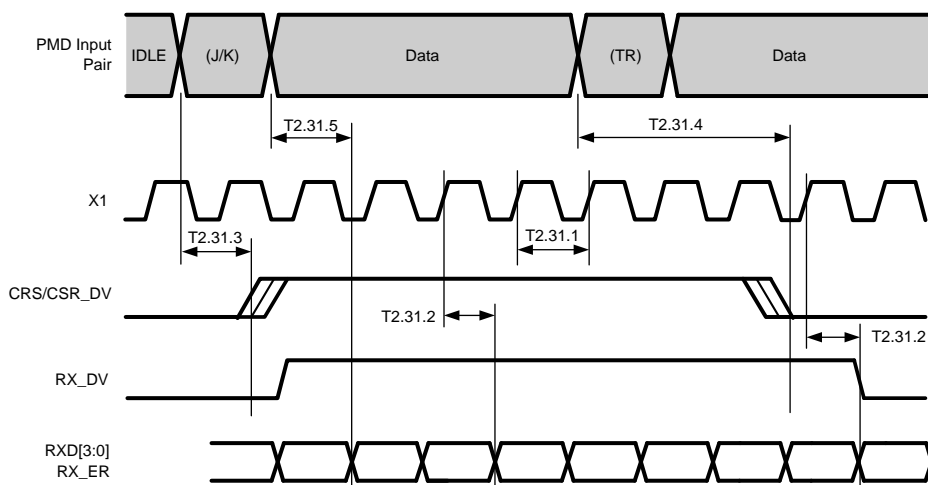 PMD Input
Pair
IDLE
(J/K)
Data
(TR)
Data
T2.31.5
T2.31.4
X1
T2.31.3
T2.31.1
CRS/CSR_DV
T2.31.2
T2.31.2
RX_DV
RXD[3:0]
RX_ER